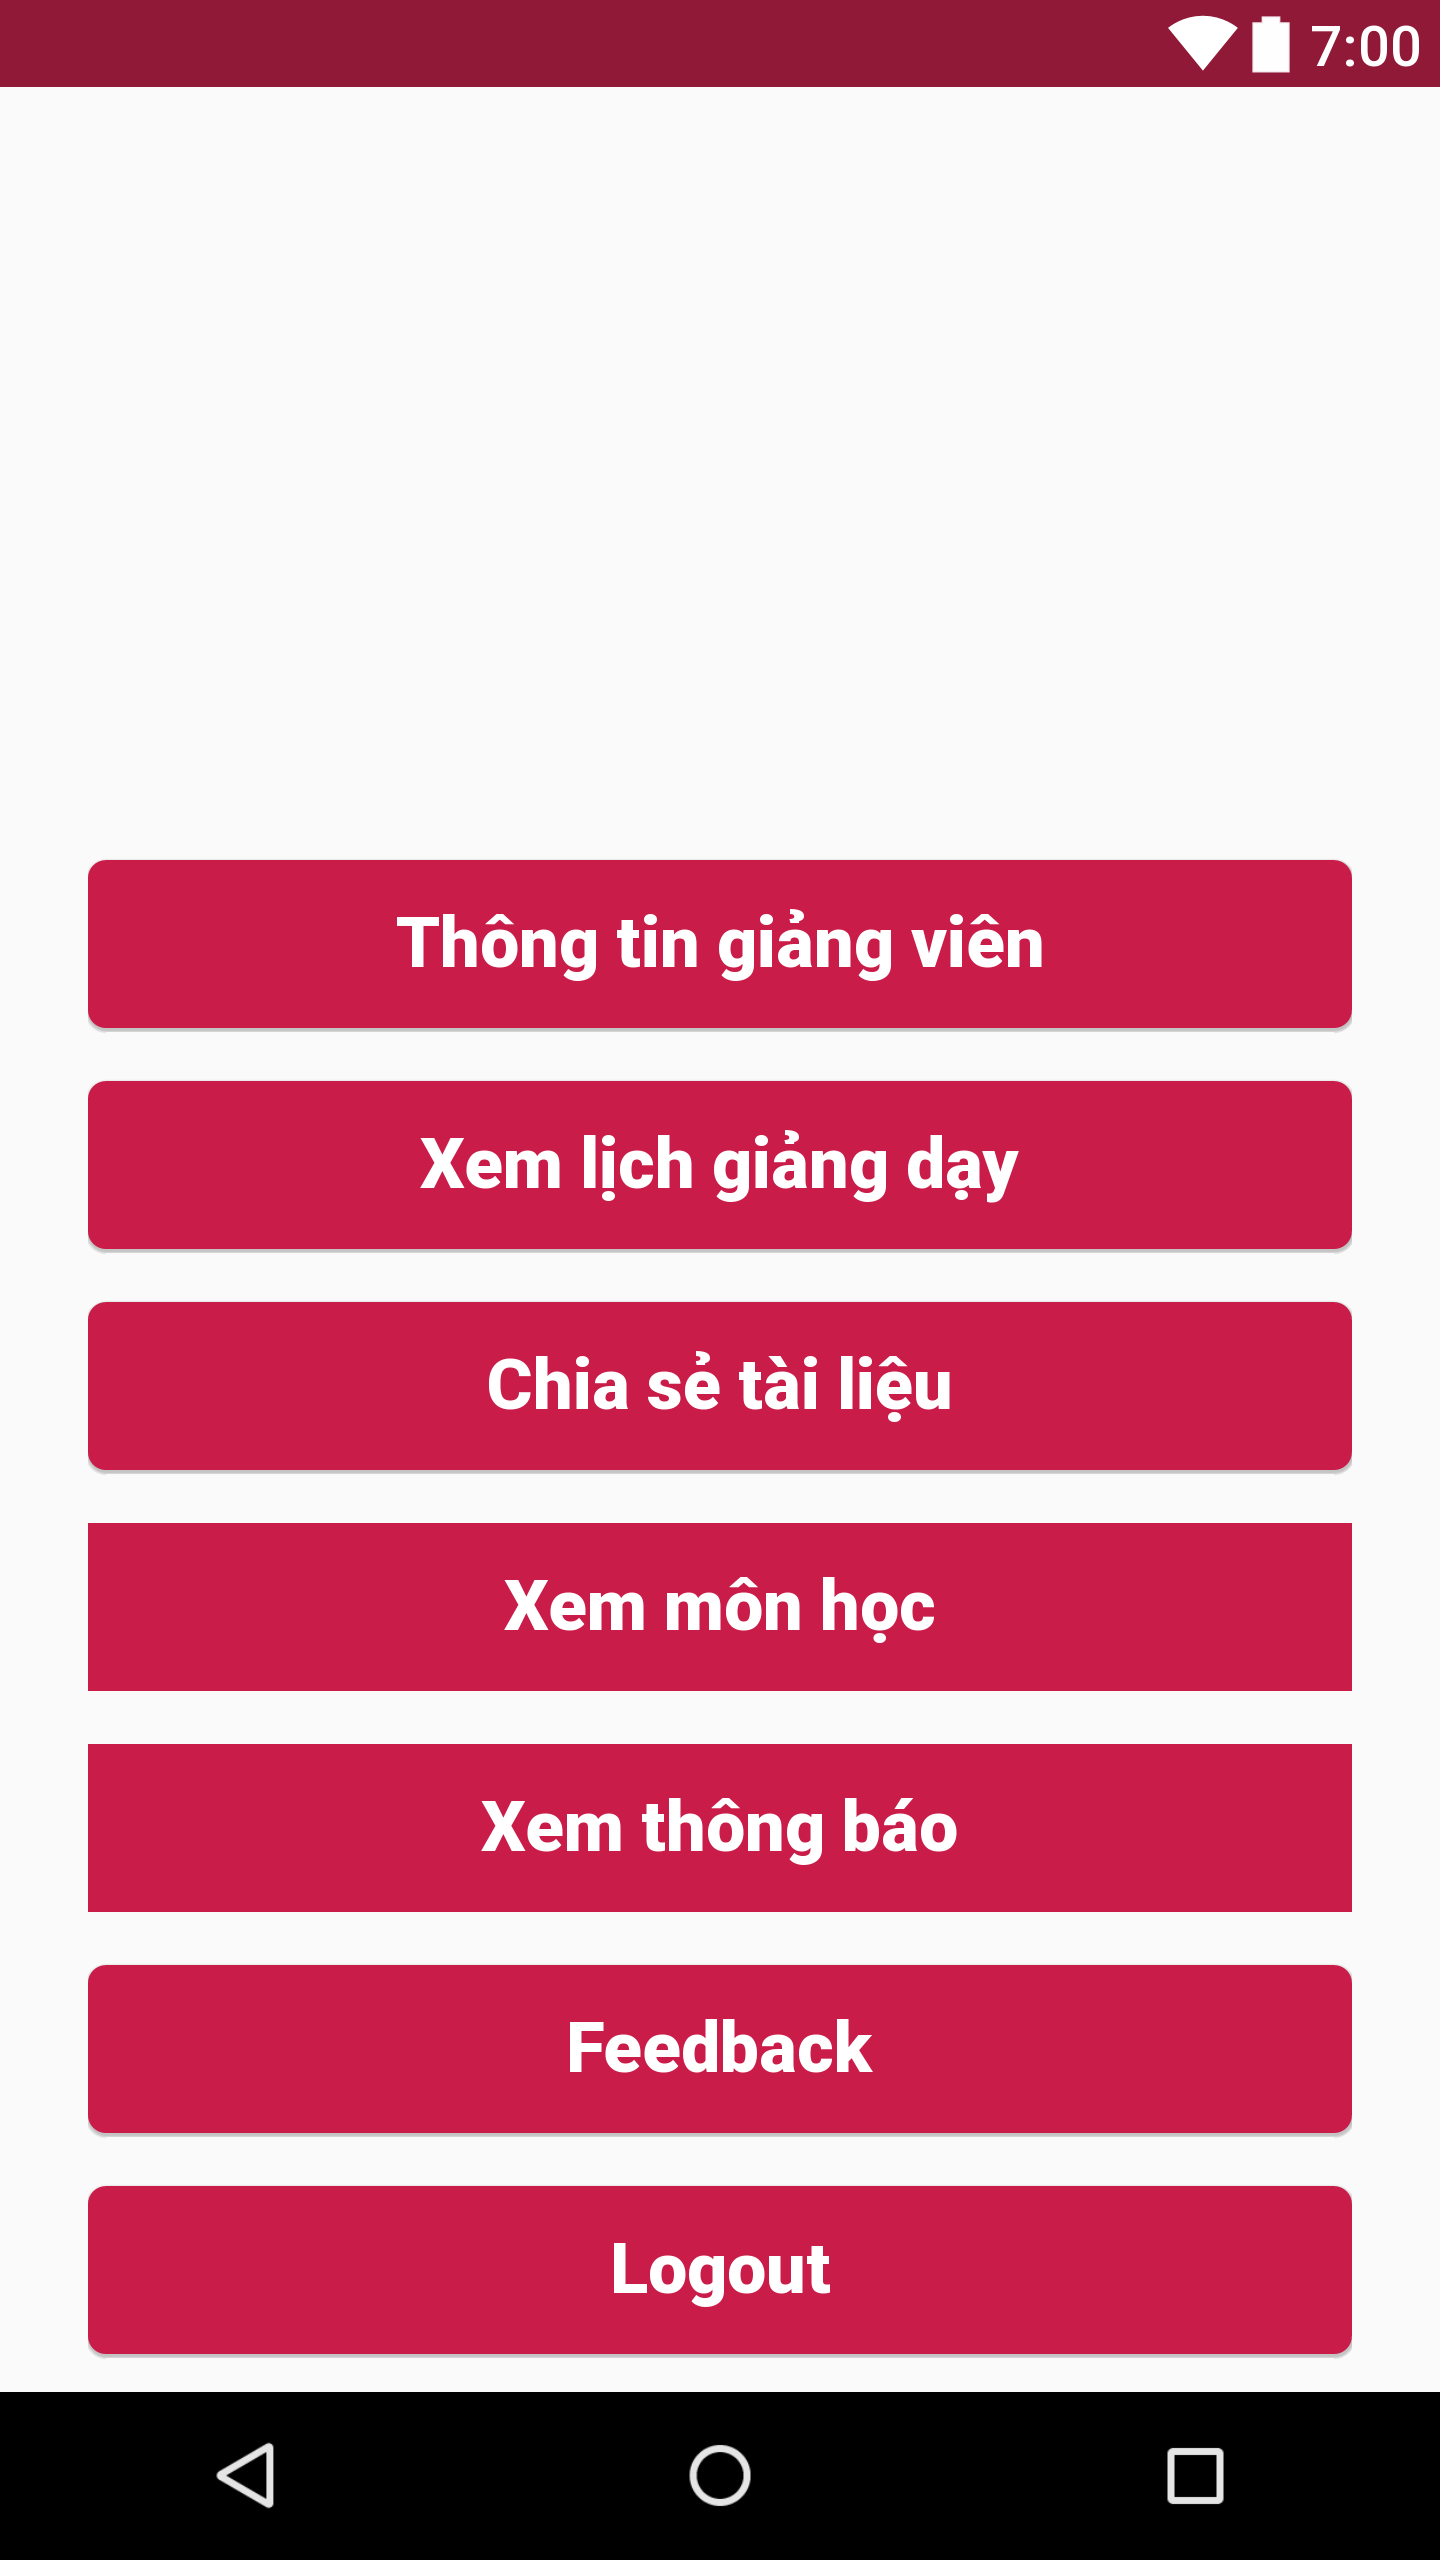 7:00
Thông tin giảng viên
Xem lịch giảng dạy
Chia sẻ tài liệu
Xem môn học
Xem thông báo
Feedback
Logout